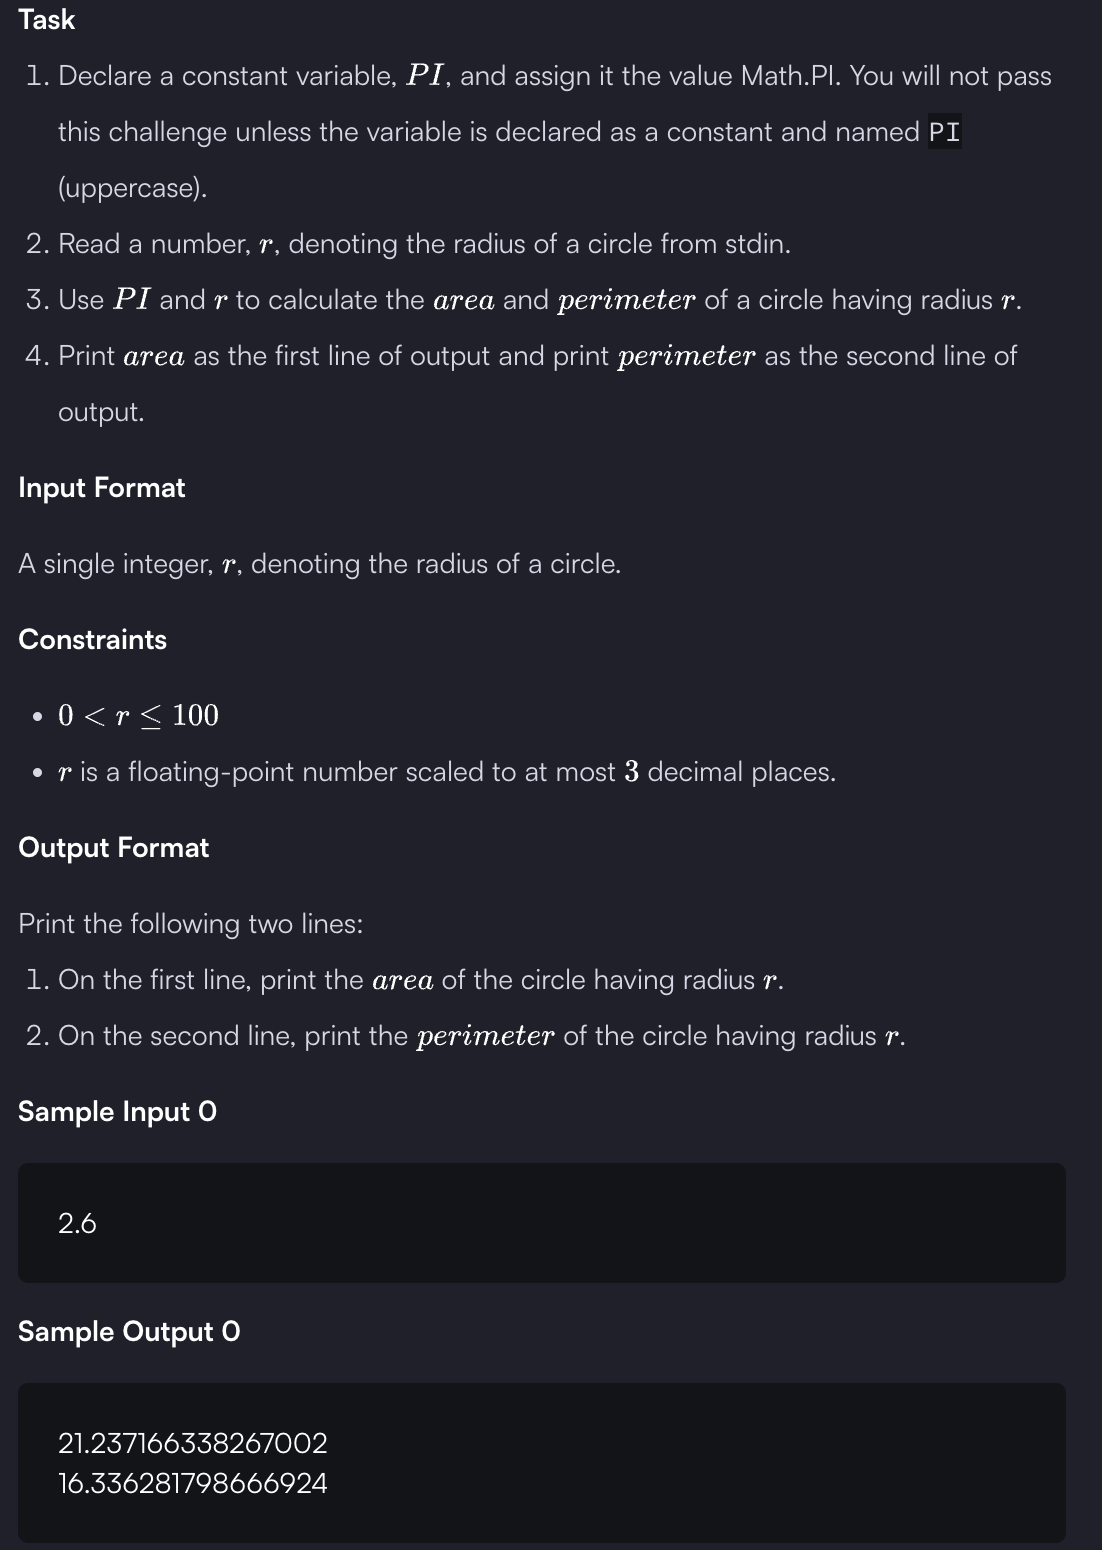 Task
1. Declare a constant variable, PI, and assign it the value Math.PI. You will not pass
this challenge unless the variable is declared as a constant and named PI
(uppercase).
2. Read a number, r, denoting the radius of a circle from stdin.
3. Use PI and r to calculate the area and perimeter of a circle having radius r.
4. Print area as the first line of output and print perimeter as the second line of
output.
Input Format
A single integer, r, denoting the radius of a circle.
Constraints
• 0 < r ≤ 100
• r is a floating-point number scaled to at most 3 decimal places.
Output Format
Print the following two lines:
1. On the first line, print the area of the circle having radius r.
2. On the second line, print the perimeter of the circle having radius r.
Sample Input 0
2.6
Sample Output 0
21.237166338267002
16.336281798666924